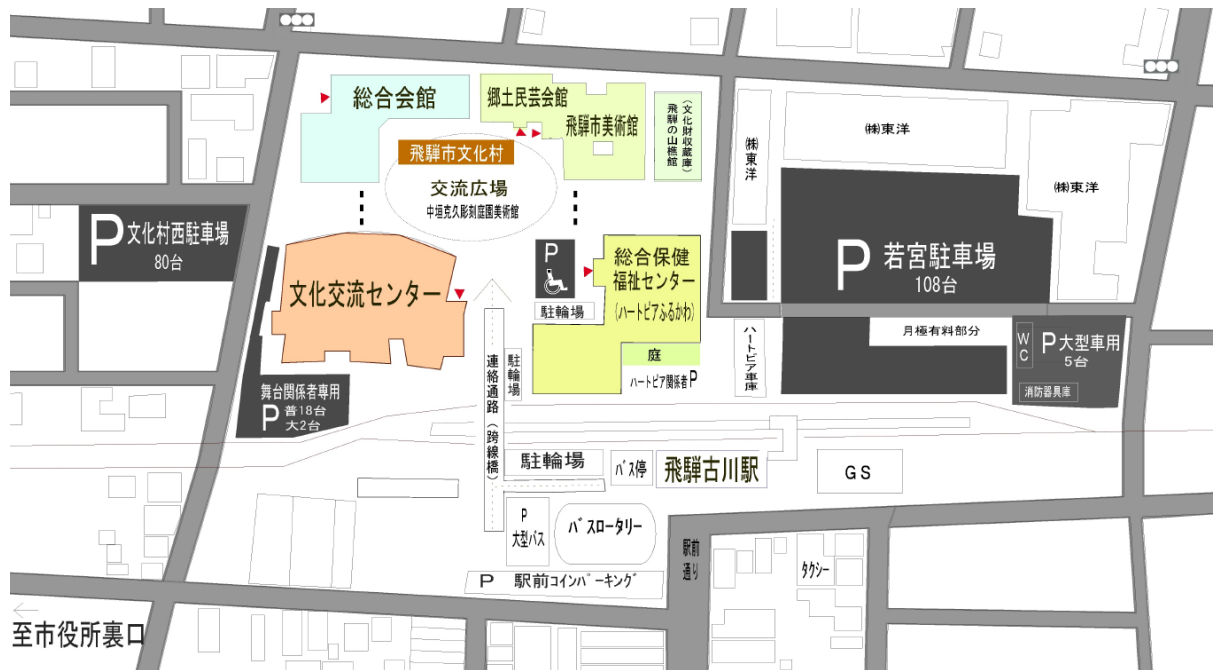 総合会館
郷土民芸会館
飛騨市美術館
(文化財収蔵庫)
飛騨の山樵館
㈱東洋
㈱東洋
㈱東洋
飛騨市文化村
交流広場
中垣克久彫刻庭園美術館
P 文化村西駐車場
80台
文化交流センター
P
駐輪場
総合保健
福祉センター
(ハートピアふるかわ)
庭
ハートピア関係者P
P 若宮駐車場
108台
月極有料部分
ハートピア車庫
WC
P大型車用
5台
消防器具庫
舞台関係者専用
P 普18台
大2台
連絡通路(跨線橋)
駐輪場
駐輪場
バス停
飛騨古川駅
GS
P
大型バス
バスロータリー
P 駅前コインパーキング
駅前
通り
タクシー
至市役所裏口